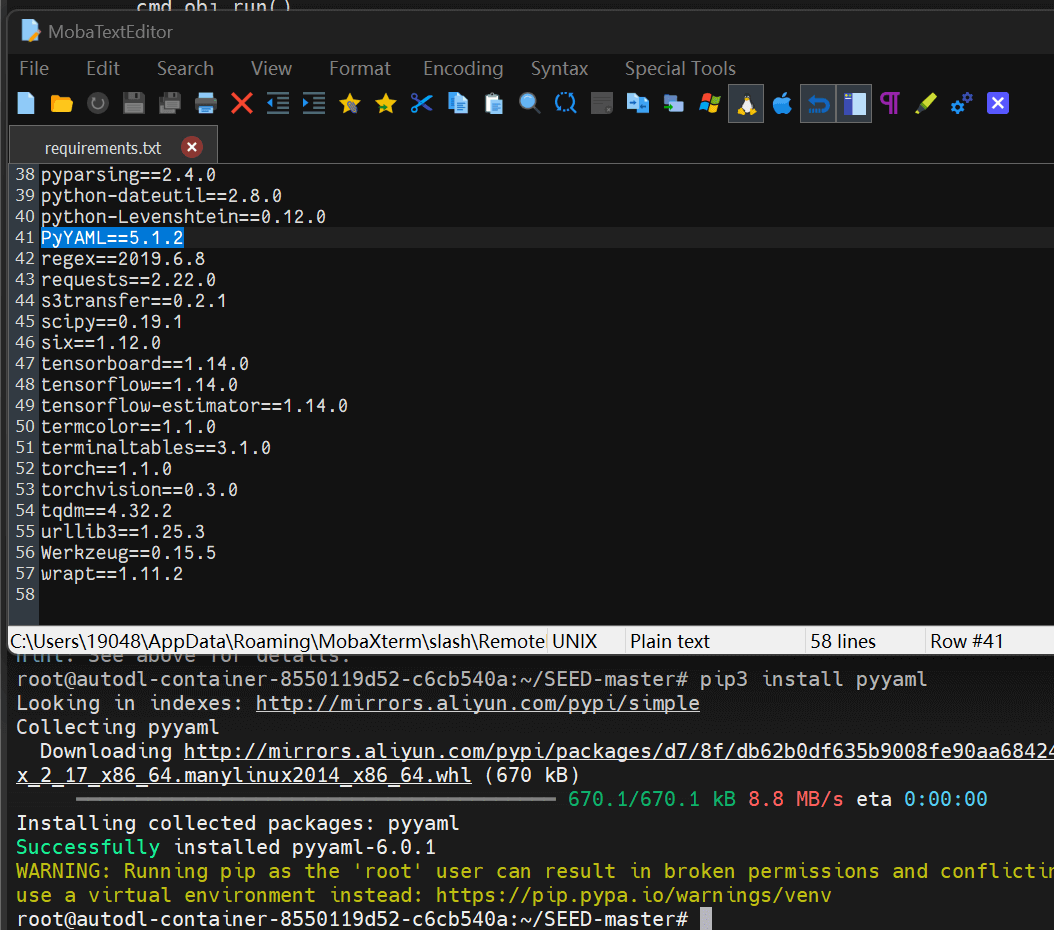 cmd_obj.run()
MobaTextEditor
File Edit Search View Format Encoding Syntax Special Tools
requirements.txt
38 pyparsing==2.4.0
39 python-dateutil==2.8.0
40 python-Levenshtein==0.12.0
41 PyYAML==5.1.2
42 regex==2019.6.8
43 requests==2.22.0
44 s3transfer==0.2.1
45 scipy==0.19.1
46 six==1.12.0
47 tensorboard==1.14.0
48 tensorflow==1.14.0
49 tensorflow-estimator==1.14.0
50 termcolor==1.1.0
51 terminaltables==3.1.0
52 torch==1.1.0
53 torchvision==0.3.0
54 tqdm==4.32.2
55 urllib3==1.25.3
56 Werkzeug==0.15.5
57 wrapt==1.11.2
58
C:\Users\19048\AppData\Roaming\MobaXterm\slash\Remote UNIX Plain text 58 lines Row #41
hint: See above for details.
root@autodl-container-8550119d52-c6cb540a:~/SEED-master# pip3 install pyyaml
Looking in indexes: http://mirrors.aliyun.com/pypi/simple
Collecting pyyaml
Downloading http://mirrors.aliyun.com/pypi/packages/d7/8f/db62b0df635b9008fe90aa68424
x_2_17_x86_64.manylinux2014_x86_64.whl (670 kB)
670.1/670.1 kB 8.8 MB/s eta 0:00:00
Installing collected packages: pyyaml
Successfully installed pyyaml-6.0.1
WARNING: Running pip as the 'root' user can result in broken permissions and conflictin
use a virtual environment instead: https://pip.pypa.io/warnings/venv
root@autodl-container-8550119d52-c6cb540a:~/SEED-master#